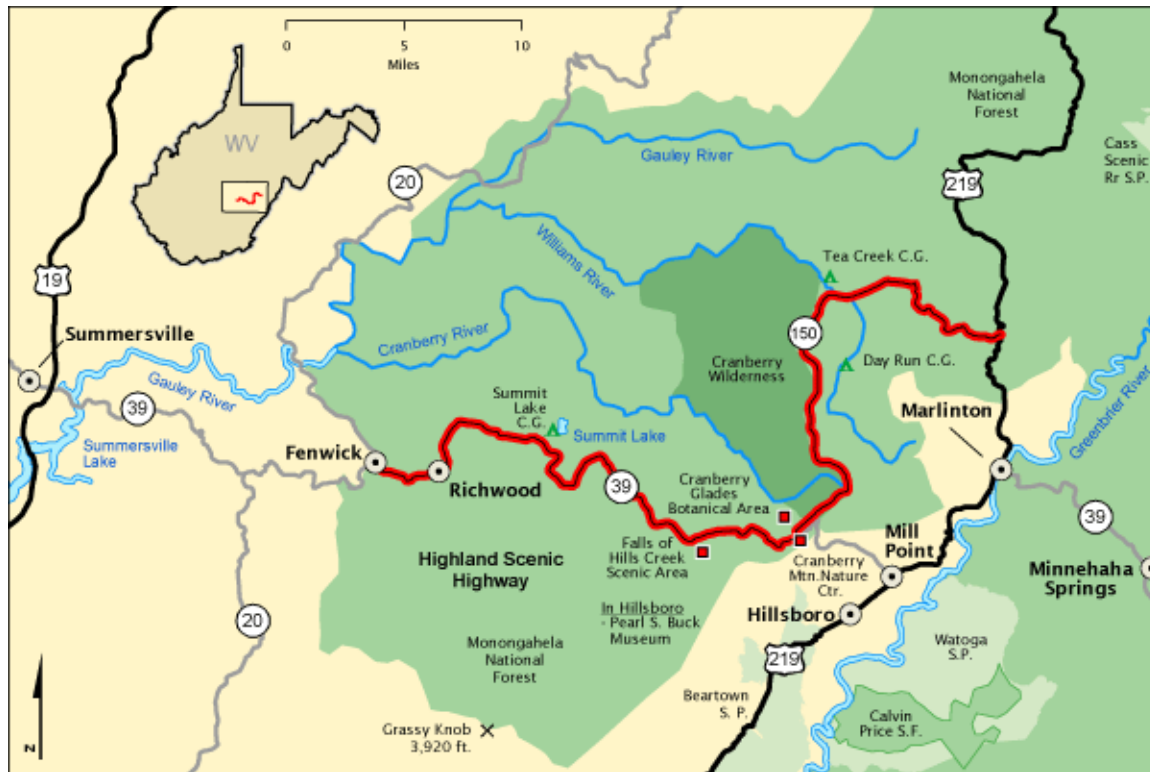 0 5 10
Miles
WV
Monongahela
National
Forest
Cass
Scenic
Rr S.P.
Gauley River
20
219
Williams
River
Tea Creek C.G.
19
150
Summersville
Cranberry River
Cranberry
Wilderness
Day Run C.G.
Gauley River
39
Summit
Lake
C.G.
Summit Lake
Marlinton
Greenbrier River
Summersville
Lake
Fenwick
Richwood
39
Cranberry
Glades
Botanical Area
39
Mill
Point
Highland Scenic
Highway
Falls of
Hills Creek
Scenic Area
Cranberry
Mtn.Nature
Ctr.
Minnehaha
Springs
In Hillsboro
- Pearl S. Buck
Museum
Hillsboro
20
Monongahela
National
Forest
219
Watoga
S.P.
Beartown
S. P.
Calvin
Price S.F.
Grassy Knob
3,920 ft.
N